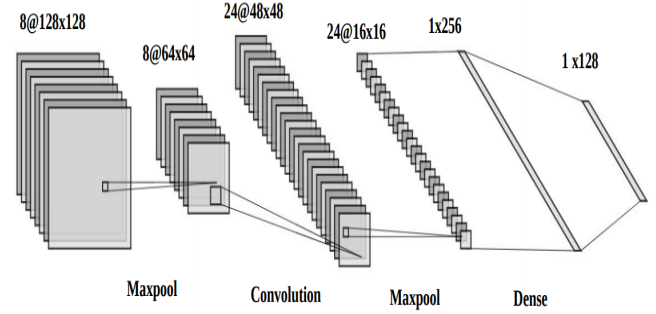 8@128x128
8@64x64
24@48x48
24@16x16
1x256
1 x128
Maxpool
Convolution
Maxpool
Dense